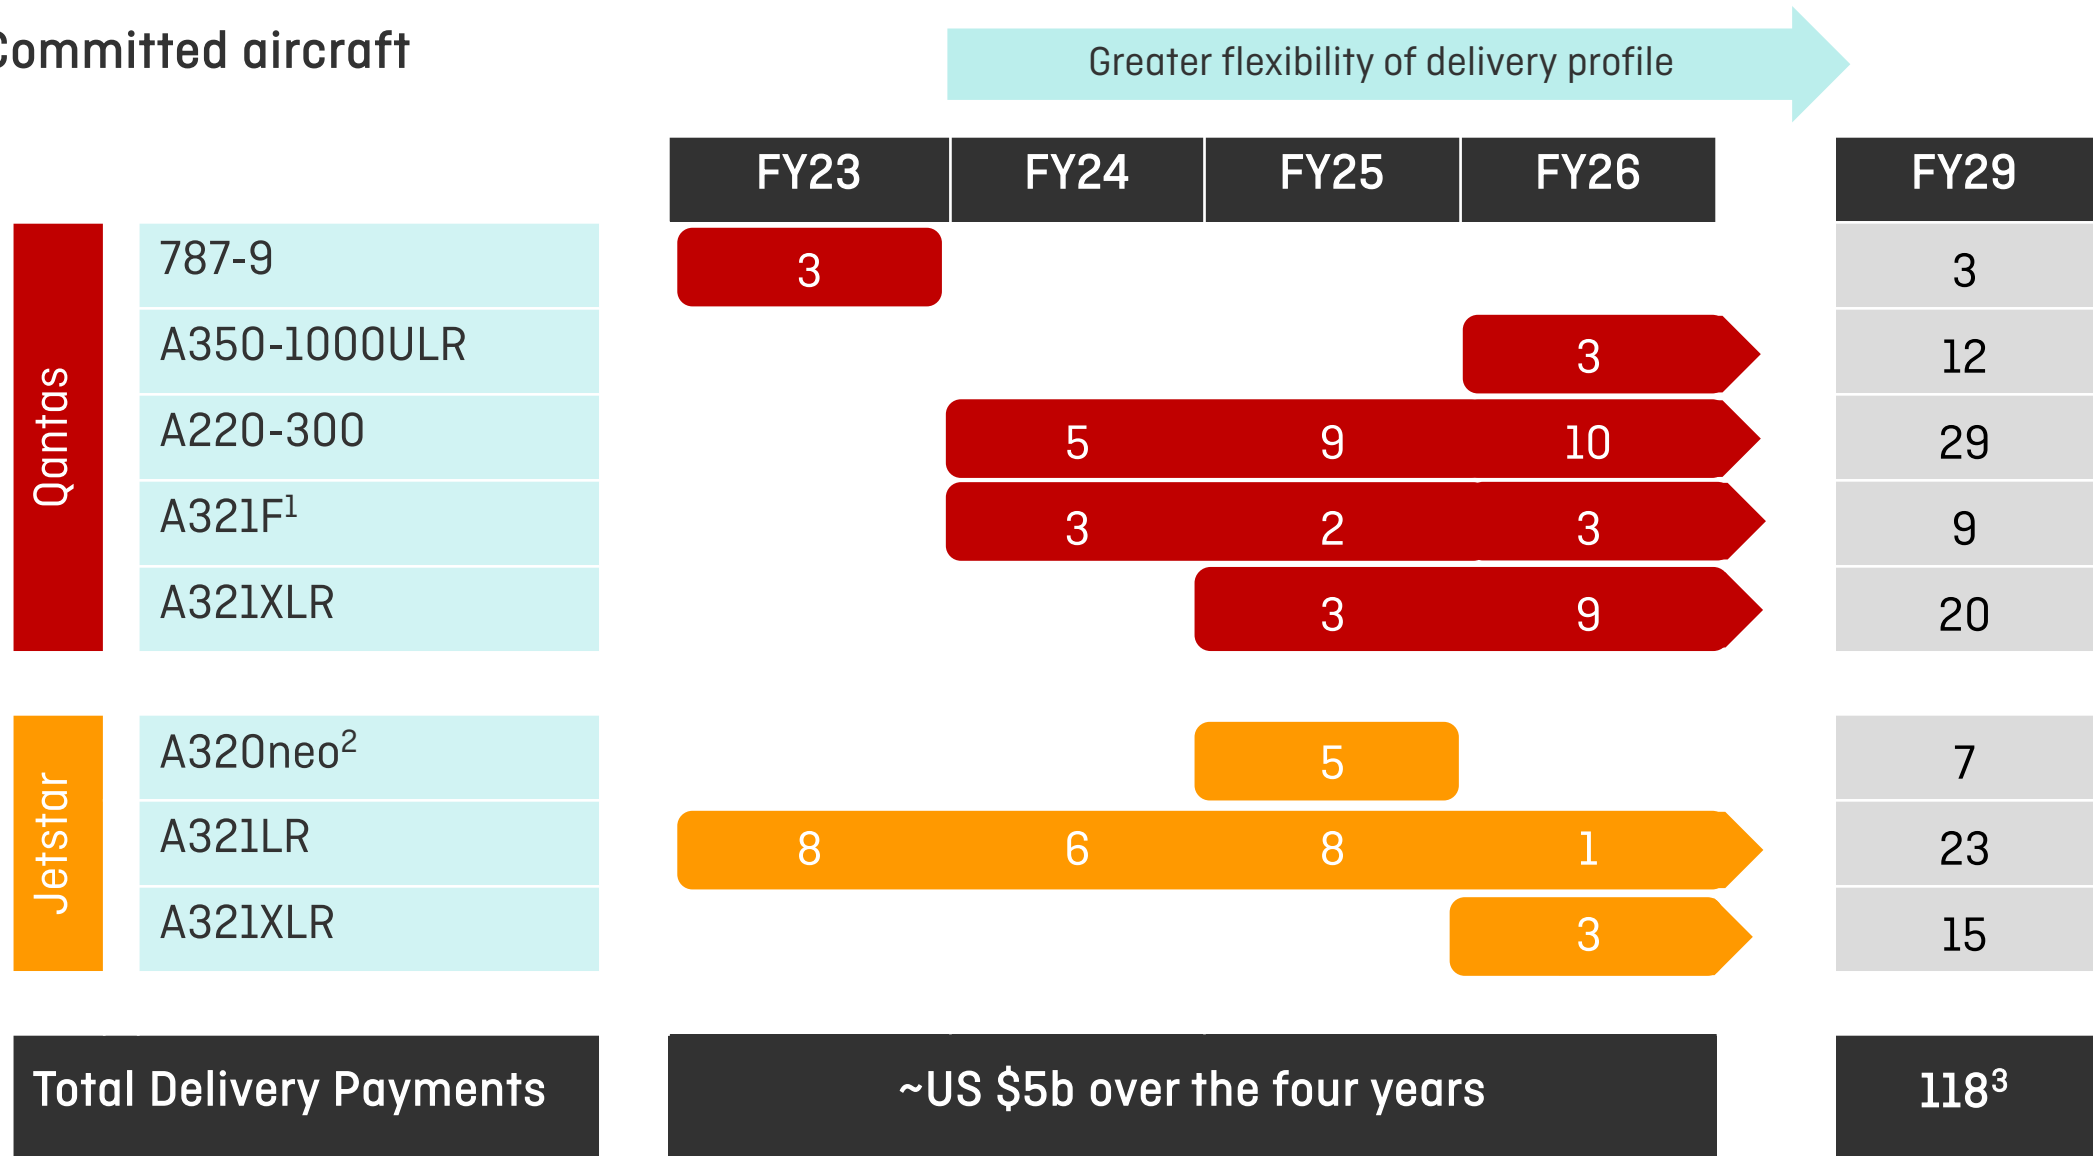 Committed aircraft
Greater flexibility of delivery profile
FY23 FY24 FY25 FY26 FY29
Qantas
787-9 3 3
A350-1000ULR 3 12
A220-300 5 9 10 29
A321F¹ 3 2 3 9
A321XLR 3 9 20
Jetstar
A320neo² 5 7
A321LR 8 6 8 1 23
A321XLR 3 15
Total Delivery Payments ~US $5b over the four years 118³